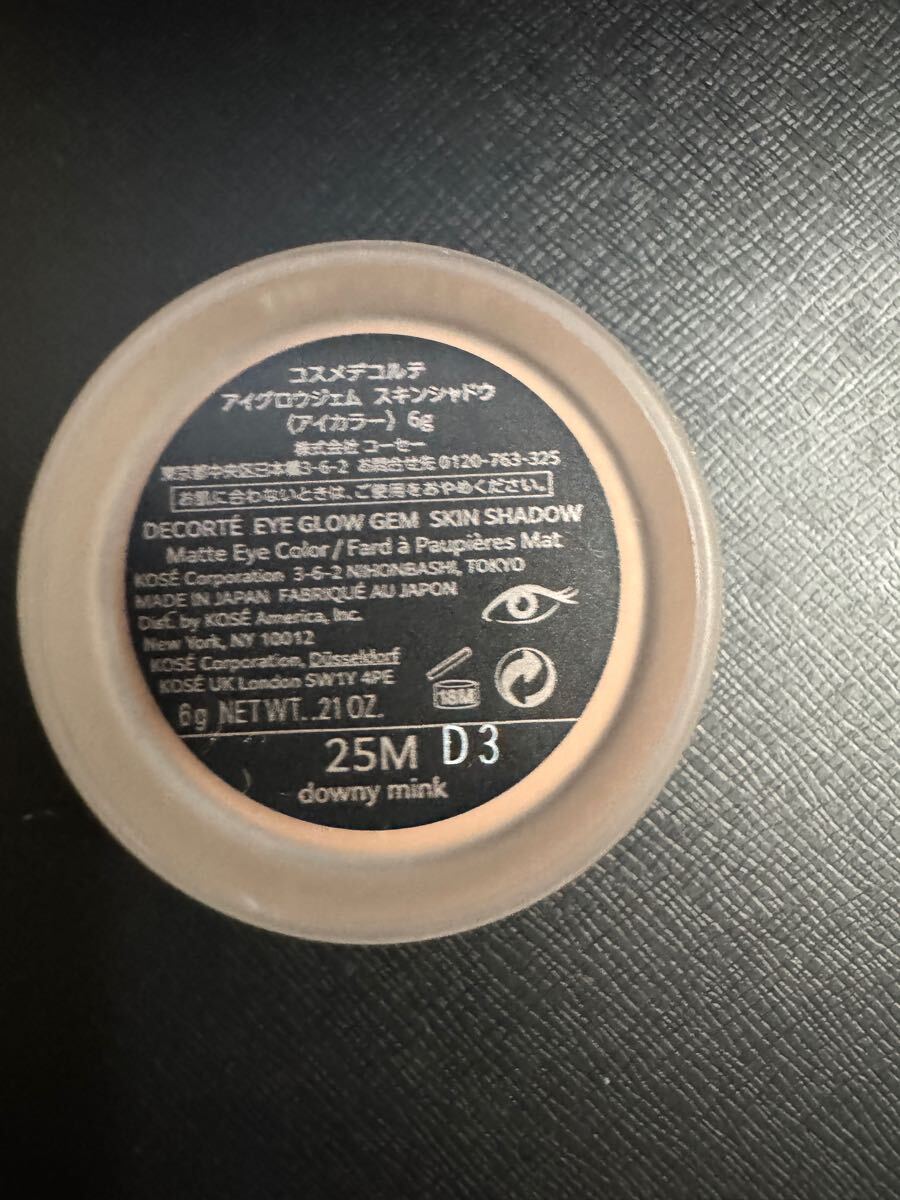 コスメデコルテ
アイグロウジェム スキンシャドウ
〈アイカラー〉 6g
株式会社 コーセー
東京都中央区日本橋3-6-2 お問合せ先 0120-763-325
お肌に合わないときは、ご使用をおやめください。
DECORTÉ EYE GLOW GEM SKIN SHADOW
Matte Eye Color / Fard à Paupières Mat
KOSÉ Corporation 3-6-2 NIHONBASHI, TOKYO
MADE IN JAPAN FABRIQUÉ AU JAPON
Dist. by KOSÉ America, Inc.
New York, NY 10012
KOSÉ Corporation, Düsseldorf
KOSÉ UK London SW1Y 4PE
18M
6g NET WT. .21 OZ.
25M D3
downy mink